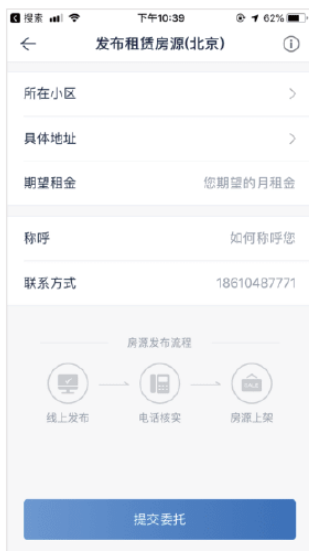 搜索 下午10:39 62%
发布租赁房源(北京)
所在小区
具体地址
期望租金 您期望的月租金
称呼 如何称呼您
联系方式 18610487771
房源发布流程
线上发布 电话核实 房源上架
提交委托